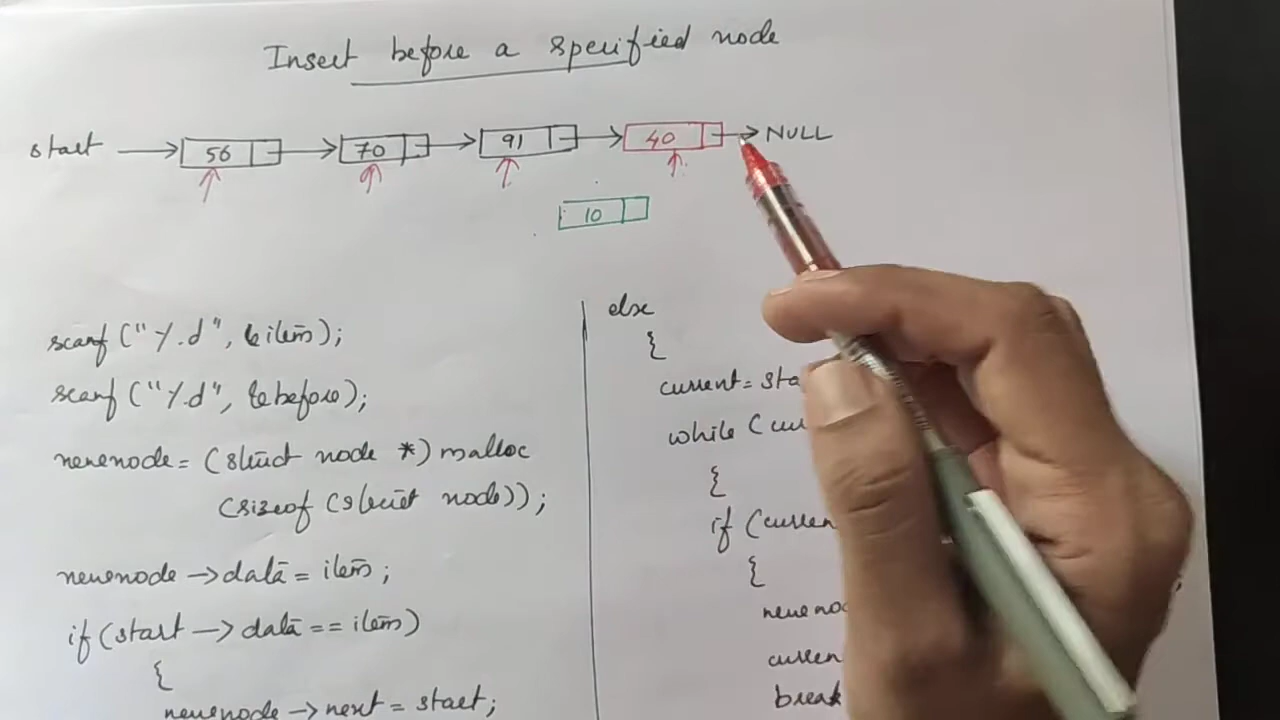 Insert before a specified node
start 56 70 91 40 NULL
10
scanf ("%d", &item);
scanf ("%d", &before);
newnode = (struct node *) malloc
(sizeof (struct node));
newnode -> data = item;
if (start -> data == item)
{
newnode -> next = start;
else
{
current = sta
while (cur
{
if (curren
{
newno
curren
break